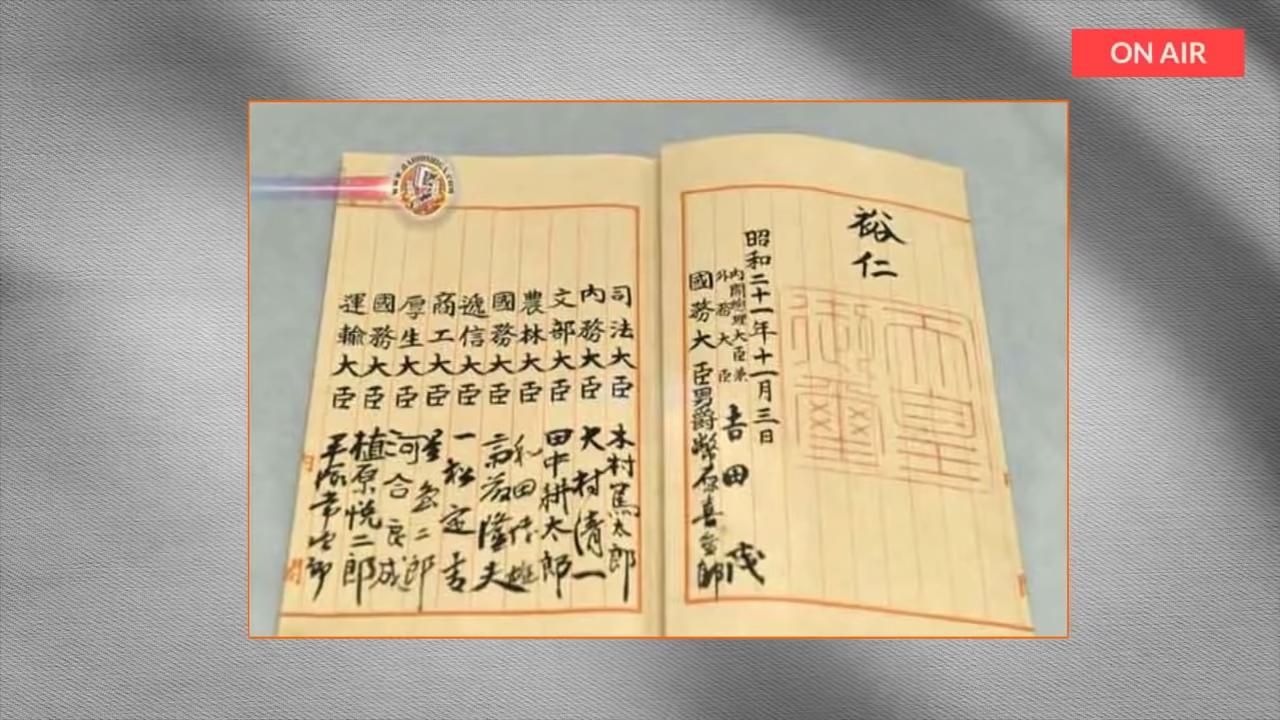 ON AIR
裕仁
天皇
御璽
昭和二十一年十一月三日
内閣總理大臣兼
外務大臣
吉田茂
國務大臣男爵幣原喜重郎
司法大臣 木村篤太郎
内務大臣 大村清一
文部大臣 田中耕太郎
農林大臣 和田博雄
國務大臣 斎藤隆夫
遞信大臣 一松定吉
商工大臣 星島二郎
厚生大臣 河合良成
國務大臣 植原悦二郎
運輸大臣 平塚常次郎